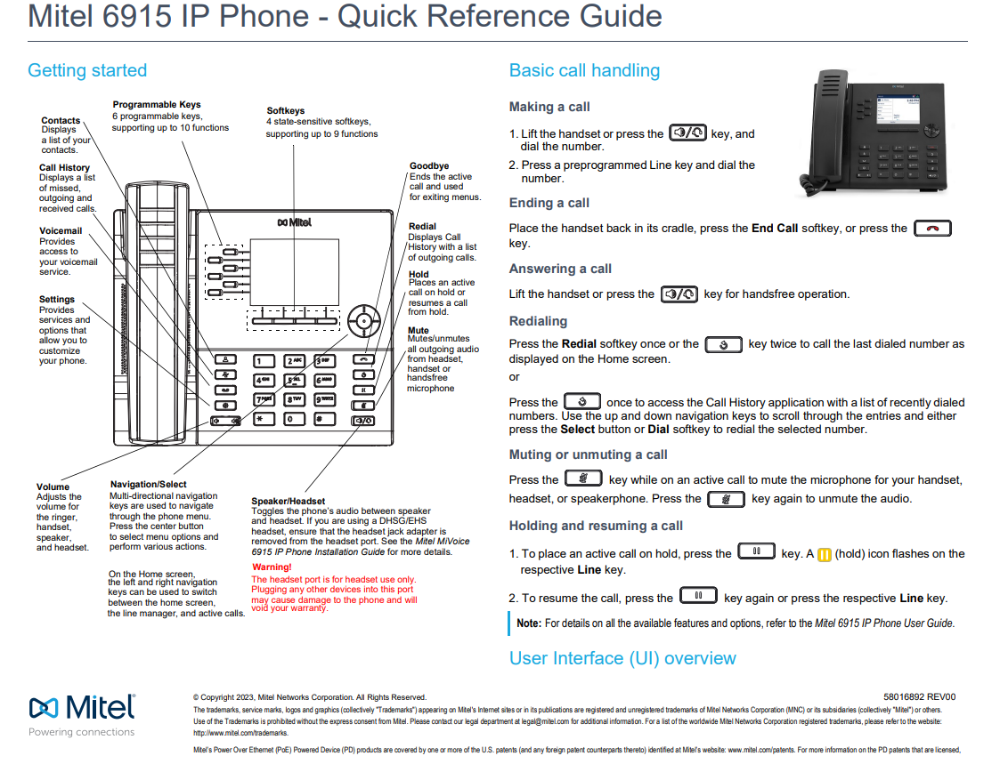 Mitel 6915 IP Phone - Quick Reference Guide
Getting started
Programmable Keys
6 programmable keys,
supporting up to 10 functions
Softkeys
4 state-sensitive softkeys,
supporting up to 9 functions
Contacts
Displays
a list of your
contacts.
Call History
Displays a list
of missed,
outgoing and
received calls.
Voicemail
Provides
access to
your voicemail
service.
Settings
Provides
services and
options that
allow you to
customize
your phone.
Goodbye
Ends the active
call and used
for exiting menus.
Redial
Displays Call
History with a list
of outgoing calls.
Hold
Places an active
call on hold or
resumes a call
from hold.
Mute
Mutes/unmutes
all outgoing audio
from headset,
handset or
handsfree
microphone
Mitel
1 2 ABC 3 DEF
4 GHI 5 JKL 6 MNO
7 PQRS 8 TUV 9 WXYZ
* 0 #
Volume
Adjusts the
volume for
the ringer,
handset,
speaker,
and headset.
Navigation/Select
Multi-directional navigation
keys are used to navigate
through the phone menu.
Press the center button
to select menu options and
perform various actions.
On the Home screen,
the left and right navigation
keys can be used to switch
between the home screen,
the line manager, and active calls.
Speaker/Headset
Toggles the phone's audio between speaker
and headset. If you are using a DHSG/EHS
headset, ensure that the headset jack adapter is
removed from the headset port. See the Mitel MiVoice
6915 IP Phone Installation Guide for more details.
Warning!
The headset port is for headset use only.
Plugging any other devices into this port
may cause damage to the phone and will
void your warranty.
Basic call handling
Making a call
1. Lift the handset or press the key, and
dial the number.
2. Press a preprogrammed Line key and dial the
number.
Ending a call
Place the handset back in its cradle, press the End Call softkey, or press the
key.
Answering a call
Lift the handset or press the key for handsfree operation.
Redialing
Press the Redial softkey once or the key twice to call the last dialed number as
displayed on the Home screen.
or
Press the once to access the Call History application with a list of recently dialed
numbers. Use the up and down navigation keys to scroll through the entries and either
press the Select button or Dial softkey to redial the selected number.
Muting or unmuting a call
Press the key while on an active call to mute the microphone for your handset,
headset, or speakerphone. Press the key again to unmute the audio.
Holding and resuming a call
1. To place an active call on hold, press the key. A (hold) icon flashes on the
respective Line key.
2. To resume the call, press the key again or press the respective Line key.
Note: For details on all the available features and options, refer to the Mitel 6915 IP Phone User Guide.
User Interface (UI) overview
Mitel®
Powering connections
© Copyright 2023, Mitel Networks Corporation. All Rights Reserved.
58016892 REV00
The trademarks, service marks, logos and graphics (collectively "Trademarks") appearing on Mitel's Internet sites or in its publications are registered and unregistered trademarks of Mitel Networks Corporation (MNC) or its subsidiaries (collectively "Mitel") or others.
Use of the Trademarks is prohibited without the express consent from Mitel. Please contact our legal department at legal@mitel.com for additional information. For a list of the worldwide Mitel Networks Corporation registered trademarks, please refer to the website:
http://www.mitel.com/trademarks.
Mitel's Power Over Ethernet (PoE) Powered Device (PD) products are covered by one or more of the U.S. patents (and any foreign patent counterparts thereto) identified at Mitel's website: www.mitel.com/patents. For more information on the PD patents that are licensed,